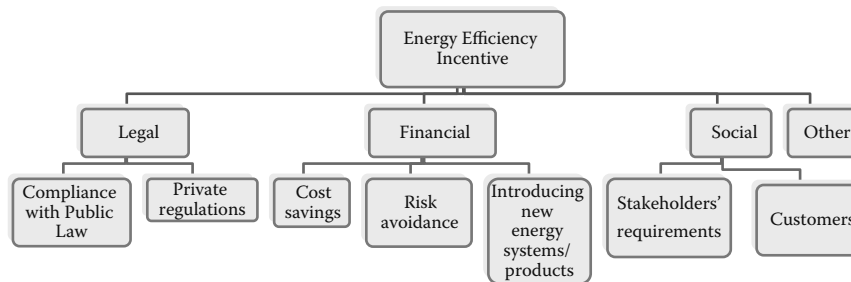 Energy Efficiency
Incentive
Legal
Financial
Social
Other
Compliance
with Public
Law
Private
regulations
Cost
savings
Risk
avoidance
Introducing
new
energy
systems/
products
Stakeholders’
requirements
Customers